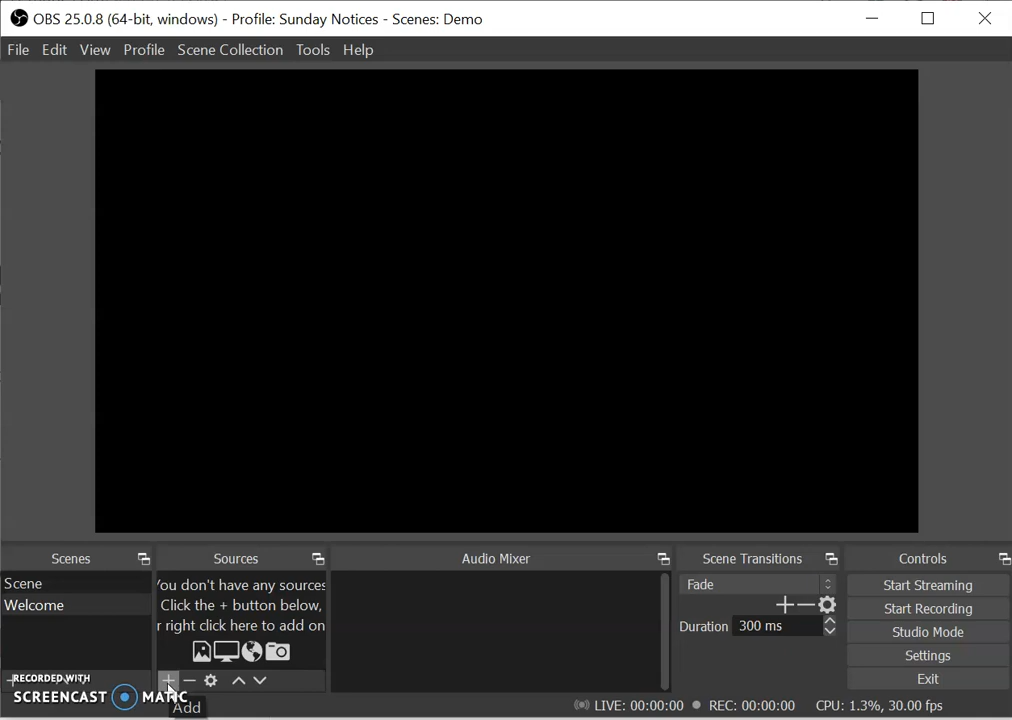 OBS 25.0.8 (64-bit, windows) - Profile: Sunday Notices - Scenes: Demo
File Edit View Profile Scene Collection Tools Help
Scenes Sources Audio Mixer Scene Transitions Controls
Scene
Welcome
You don't have any sources
Click the + button below,
r right click here to add on
Fade
Duration 300 ms
Start Streaming
Start Recording
Studio Mode
Settings
Exit
RECORDED WITH
SCREENCAST MATIC
Add
LIVE: 00:00:00 REC: 00:00:00 CPU: 1.3%, 30.00 fps